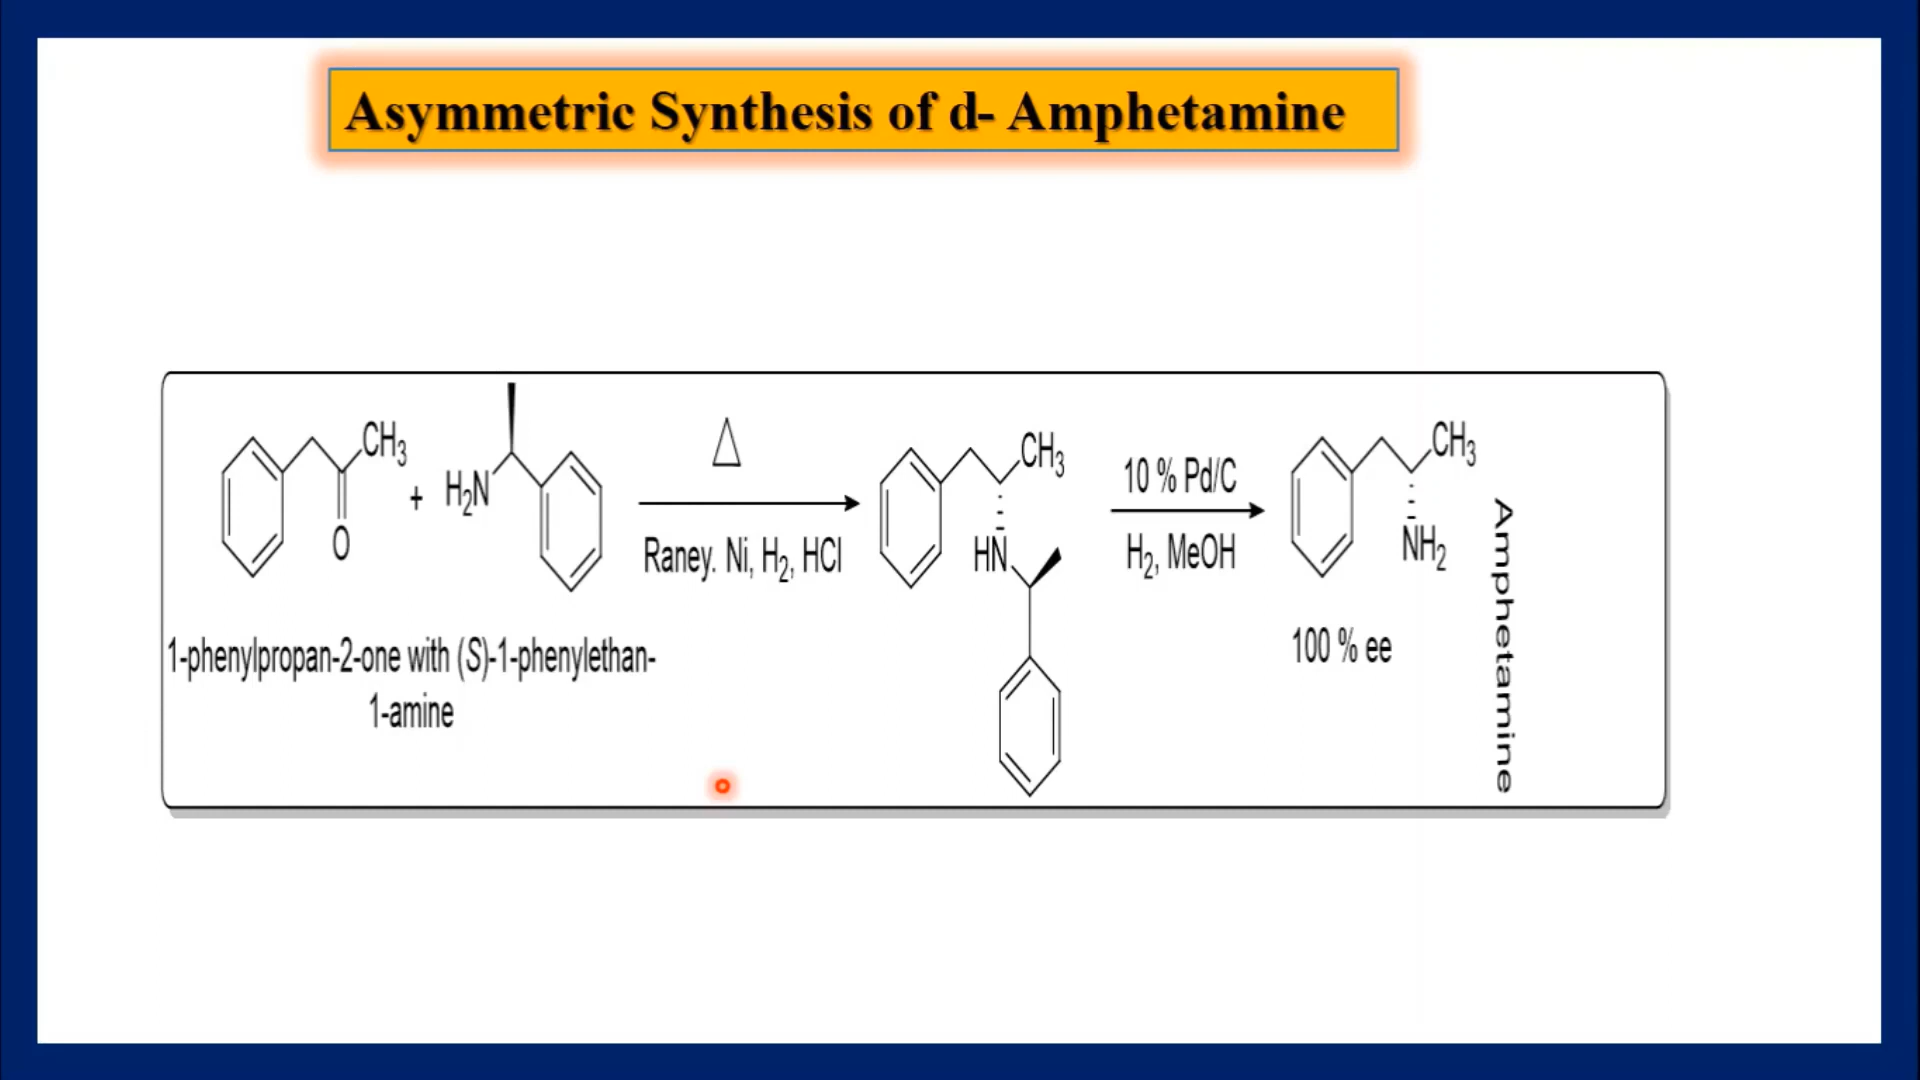 Asymmetric Synthesis of d- Amphetamine
CH3
+ H2N
O
△
Raney. Ni, H2, HCl
1-phenylpropan-2-one with (S)-1-phenylethan-
1-amine
CH3
HN
10 % Pd/C
H2, MeOH
CH3
NH2
100 % ee
Amphetamine